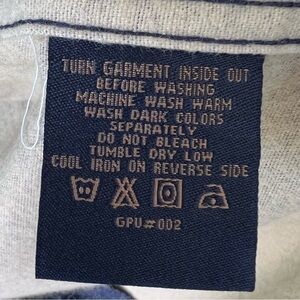 TURN GARMENT INSIDE OUT
BEFORE WASHING
MACHINE WASH WARM
WASH DARK COLORS
SEPARATELY
DO NOT BLEACH
TUMBLE DRY LOW
COOL IRON ON REVERSE SIDE
GPU#002